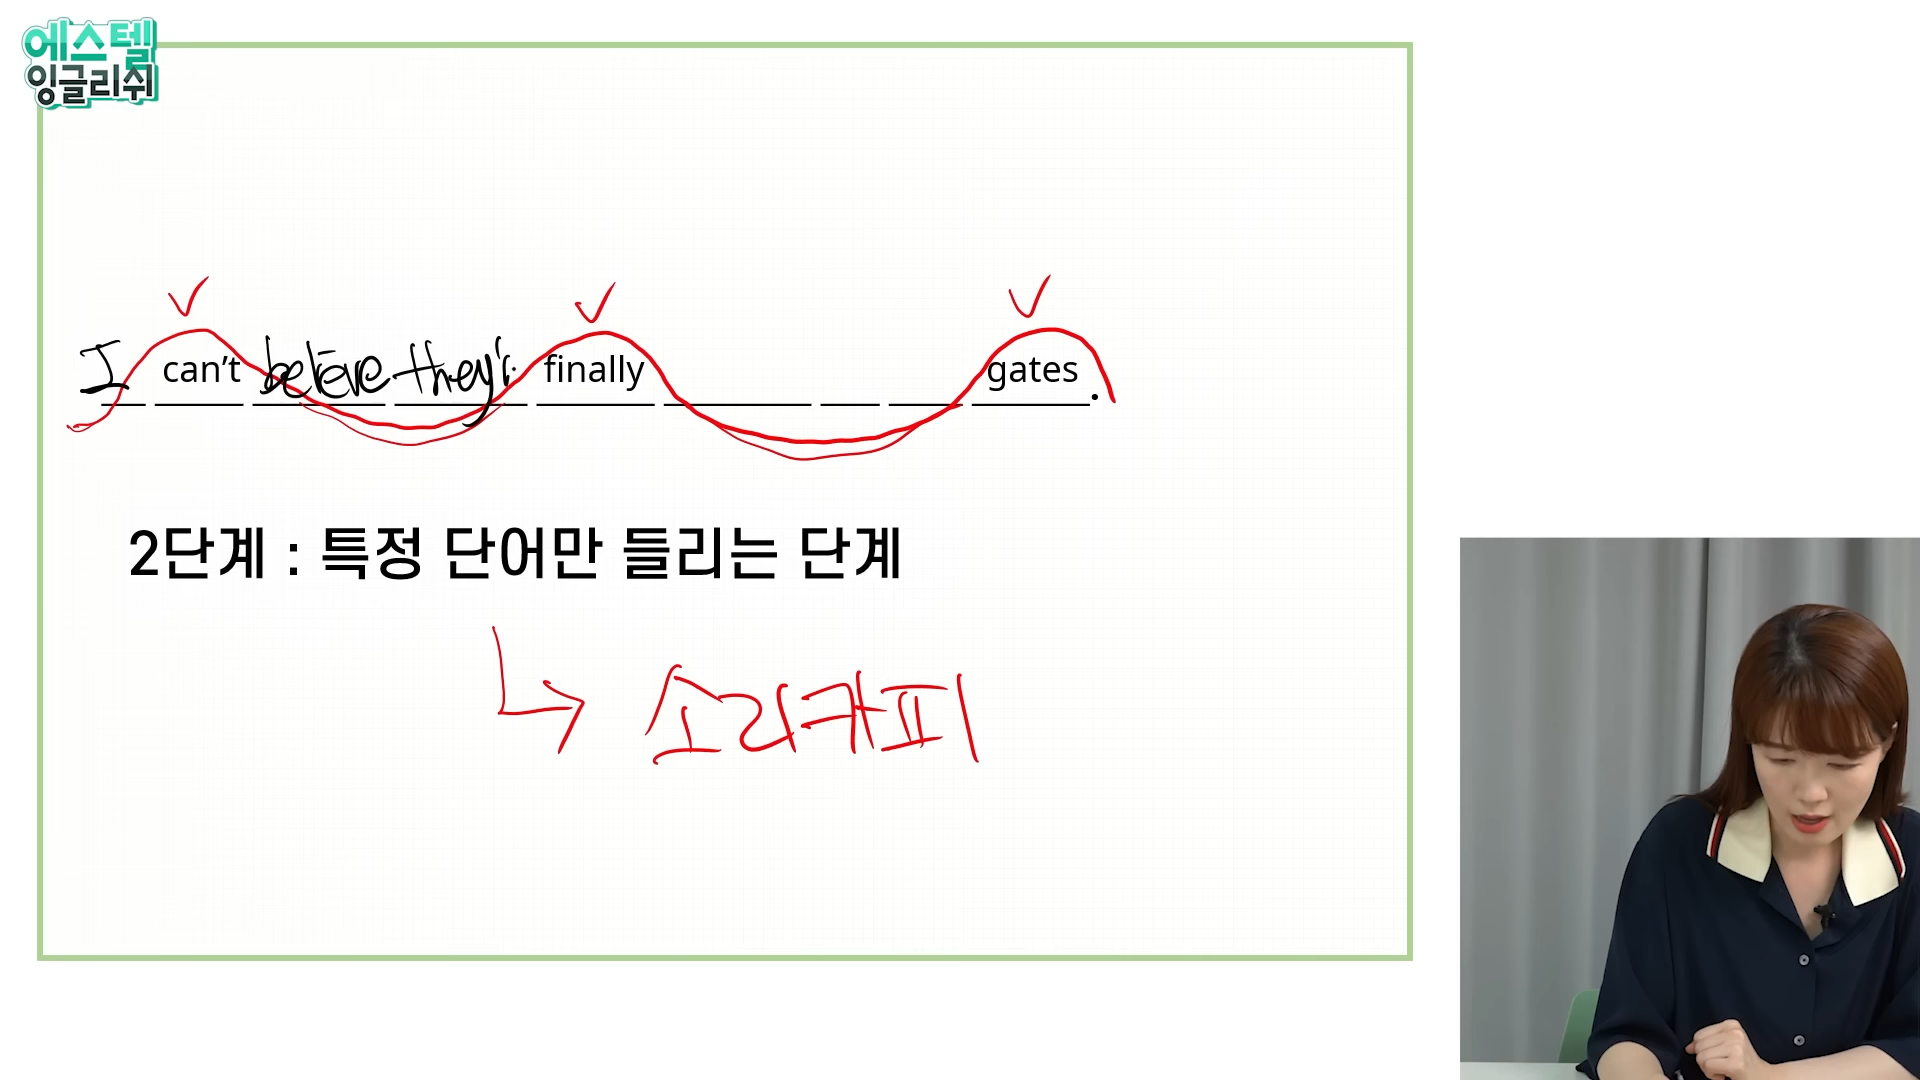 에스텔
잉글리쉬
I can't believe they'r finally gates.
2단계 : 특정 단어만 들리는 단계
소리카피